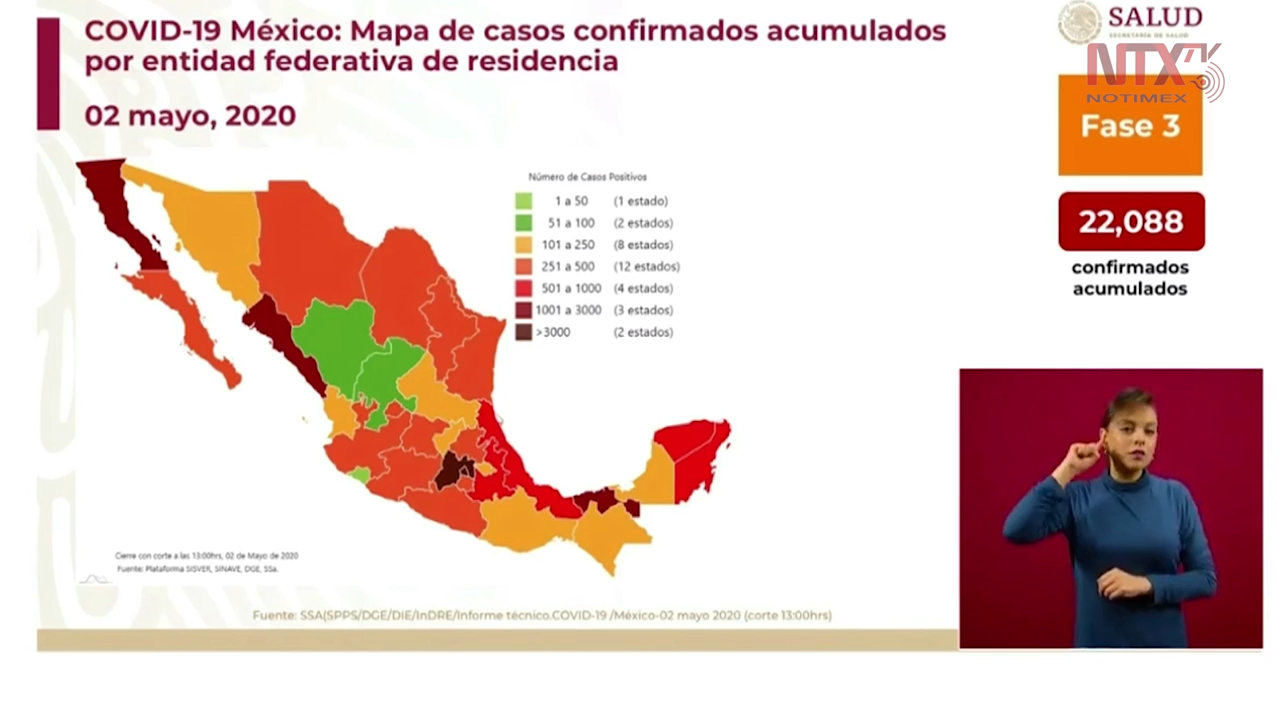 COVID-19 México: Mapa de casos confirmados acumulados
por entidad federativa de residencia
02 mayo, 2020
SALUD
SECRETARÍA DE SALUD
NTX
NOTIMEX
Fase 3
22,088
confirmados
acumulados
Número de Casos Positivos
1 a 50 (1 estado)
51 a 100 (2 estados)
101 a 250 (8 estados)
251 a 500 (12 estados)
501 a 1000 (4 estados)
1001 a 3000 (3 estados)
>3000 (2 estados)
Cierre con corte a las 13:00hrs, 02 de Mayo de 2020
Fuente: Plataforma SISVER, SINAVE, DGE, SSa.
Fuente: SSA(SPPS/DGE/DIE/InDRE/Informe técnico.COVID-19 /México-02 mayo 2020 (corte 13:00hrs)